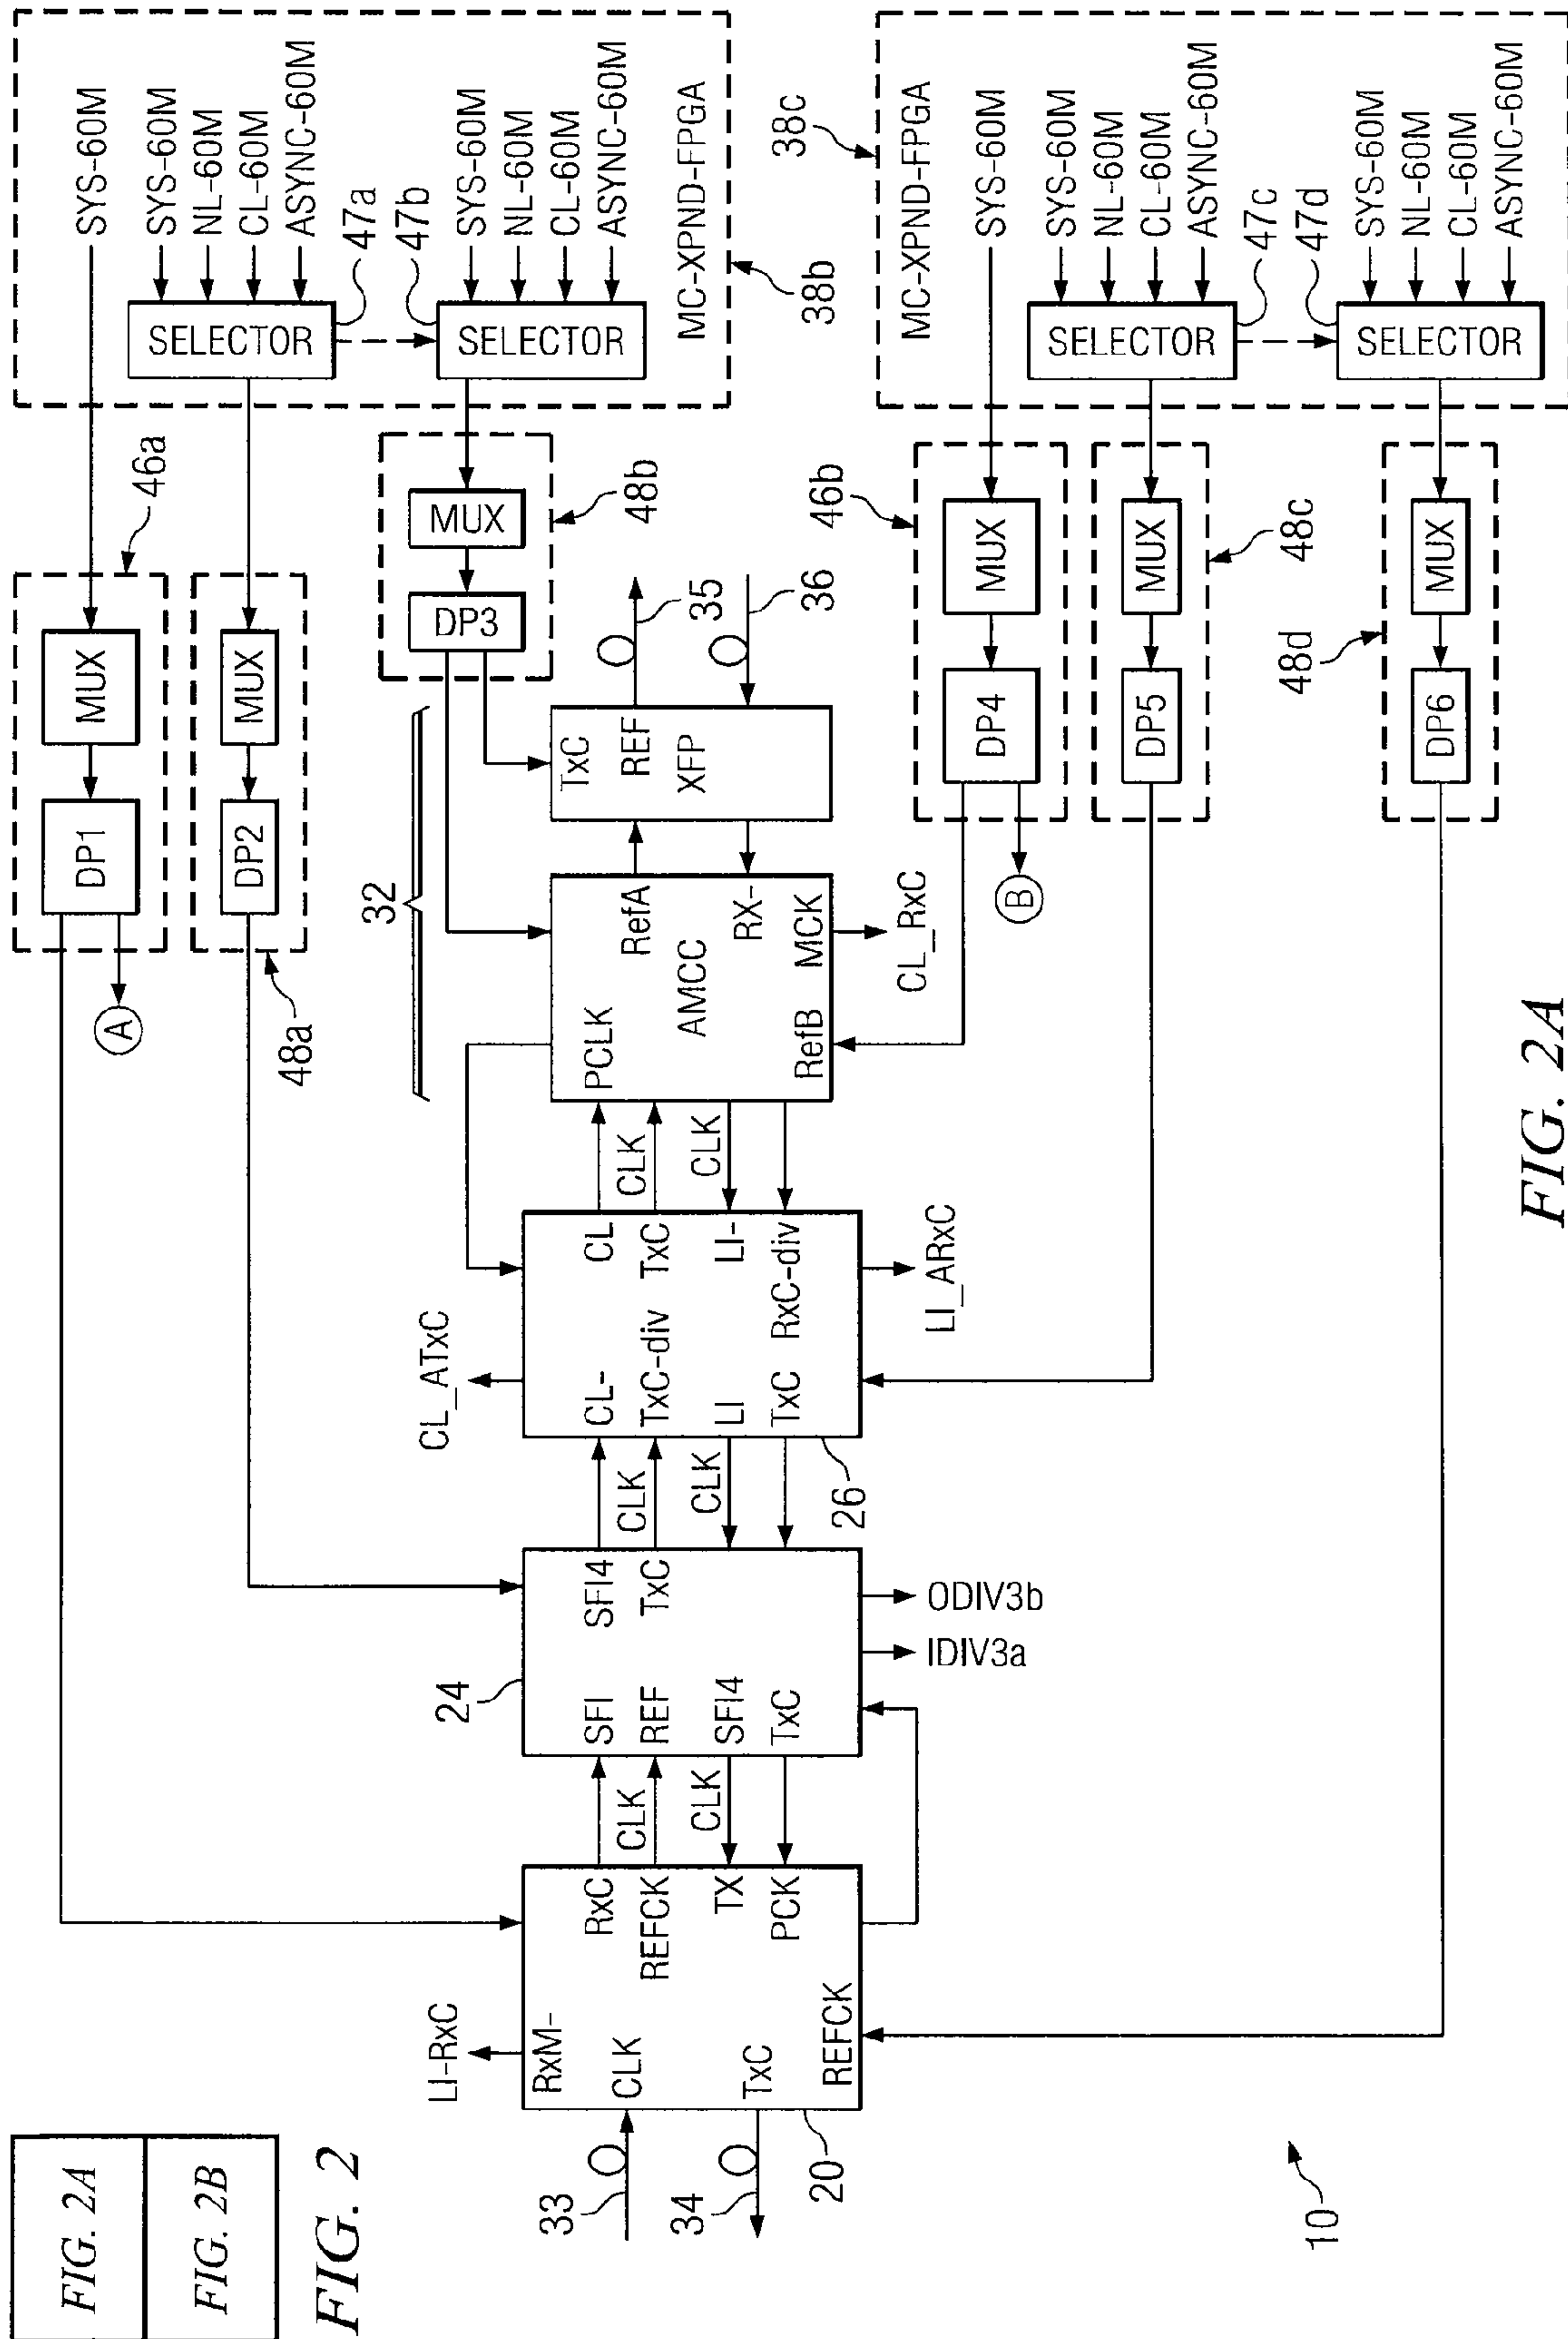 FIG. 2A
FIG. 2B
FIG. 2
SYS-60M
SYS-60M
NL-60M
CL-60M
ASYNC-60M
SELECTOR
47a
47b
SYS-60M
NL-60M
CL-60M
ASYNC-60M
SELECTOR
MC-XPND-FPGA
38b
46a
MUX
DP1
A
MUX
DP2
48a
MUX
DP3
48b
32
LI-RxC
RxM-
CLK
TxC
REFCK
RxC
REFCK
TX
PCK
33
34
20
CLK
CLK
24
SFI
REF
SFI4
TxC
SFI4
TxC
IDIV3a
ODIV3b
CLK
CLK
CL_ATxC
CL-
TxC-div
LI
TxC
CL
TxC
LI-
RxC-div
26
LI_ARxC
CLK
CLK
PCLK
AMCC
RefB
RefA
RX-
MCK
CL_RxC
TxC
REF
XFP
35
36
MC-XPND-FPGA
38c
SYS-60M
SYS-60M
NL-60M
CL-60M
ASYNC-60M
SELECTOR
47c
47d
SYS-60M
NL-60M
CL-60M
ASYNC-60M
SELECTOR
46b
MUX
DP4
B
MUX
DP5
48c
48d
MUX
DP6
10
FIG. 2A